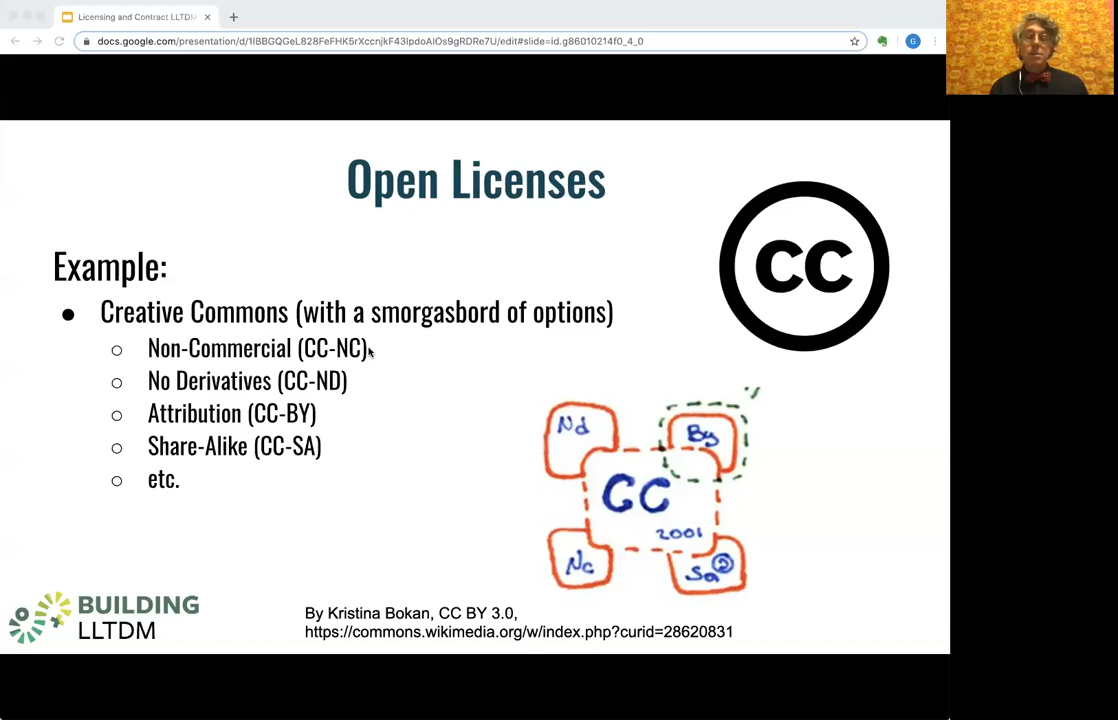 Licensing and Contract LLTDM
docs.google.com/presentation/d/1lBBGQGeL828FeFHK5rXccnjkF43lpdoAlOs9gRDRe7U/edit#slide=id.g86010214f0_4_0
G
Open Licenses
cc
Example:
● Creative Commons (with a smorgasbord of options)
○ Non-Commercial (CC-NC)
○ No Derivatives (CC-ND)
○ Attribution (CC-BY)
○ Share-Alike (CC-SA)
○ etc.
Nd
By
CC
2001
Nc
Sa
BUILDING
LLTDM
By Kristina Bokan, CC BY 3.0,
https://commons.wikimedia.org/w/index.php?curid=28620831